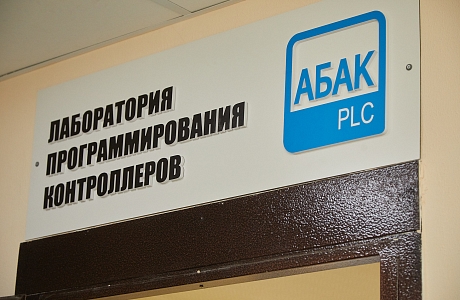 ЛАБОРАТОРИЯ
ПРОГРАММИРОВАНИЯ
КОНТРОЛЛЕРОВ
АБАК
PLC